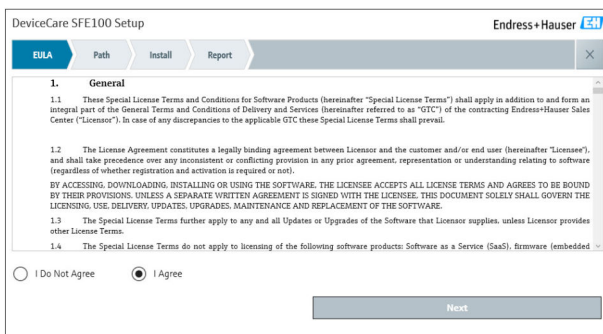 DeviceCare SFE100 Setup
Endress+Hauser EH
EULA Path Install Report
1. General
1.1 These Special License Terms and Conditions for Software Products (hereinafter “Special License Terms”) shall apply in addition to and form an
integral part of the General Terms and Conditions of Delivery and Services (hereinafter referred to as “GTC”) of the contracting Endress+Hauser Sales
Center (“Licensor”). In case of any discrepancies to the applicable GTC these Special License Terms shall prevail.
1.2 The License Agreement constitutes a legally binding agreement between Licensor and the customer and/or end user (hereinafter "Licensee"),
and shall take precedence over any inconsistent or conflicting provision in any prior agreement, representation or understanding relating to software
(regardless of whether registration and activation is required or not).
BY ACCESSING, DOWNLOADING, INSTALLING OR USING THE SOFTWARE, THE LICENSEE ACCEPTS ALL LICENSE TERMS AND AGREES TO BE BOUND
BY THEIR PROVISIONS. UNLESS A SEPARATE WRITTEN AGREEMENT IS SIGNED WITH THE LICENSEE, THIS DOCUMENT SOLELY SHALL GOVERN THE
LICENSING, USE, DELIVERY, UPDATES, UPGRADES, MAINTENANCE AND REPLACEMENT OF THE SOFTWARE.
1.3 The Special License Terms further apply to any and all Updates or Upgrades of the Software that Licensor supplies, unless Licensor provides
other License Terms.
1.4 The Special License Terms do not apply to licensing of the following software products: Software as a Service (SaaS), firmware (embedded
I Do Not Agree I Agree
Next